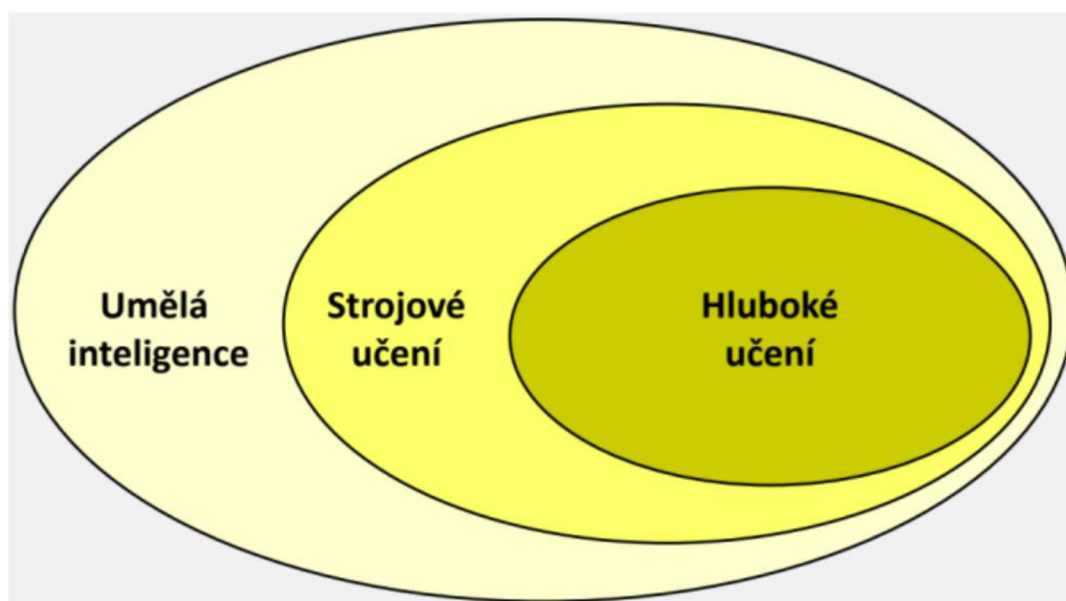 Umělá
inteligence
Strojové
učení
Hluboké
učení